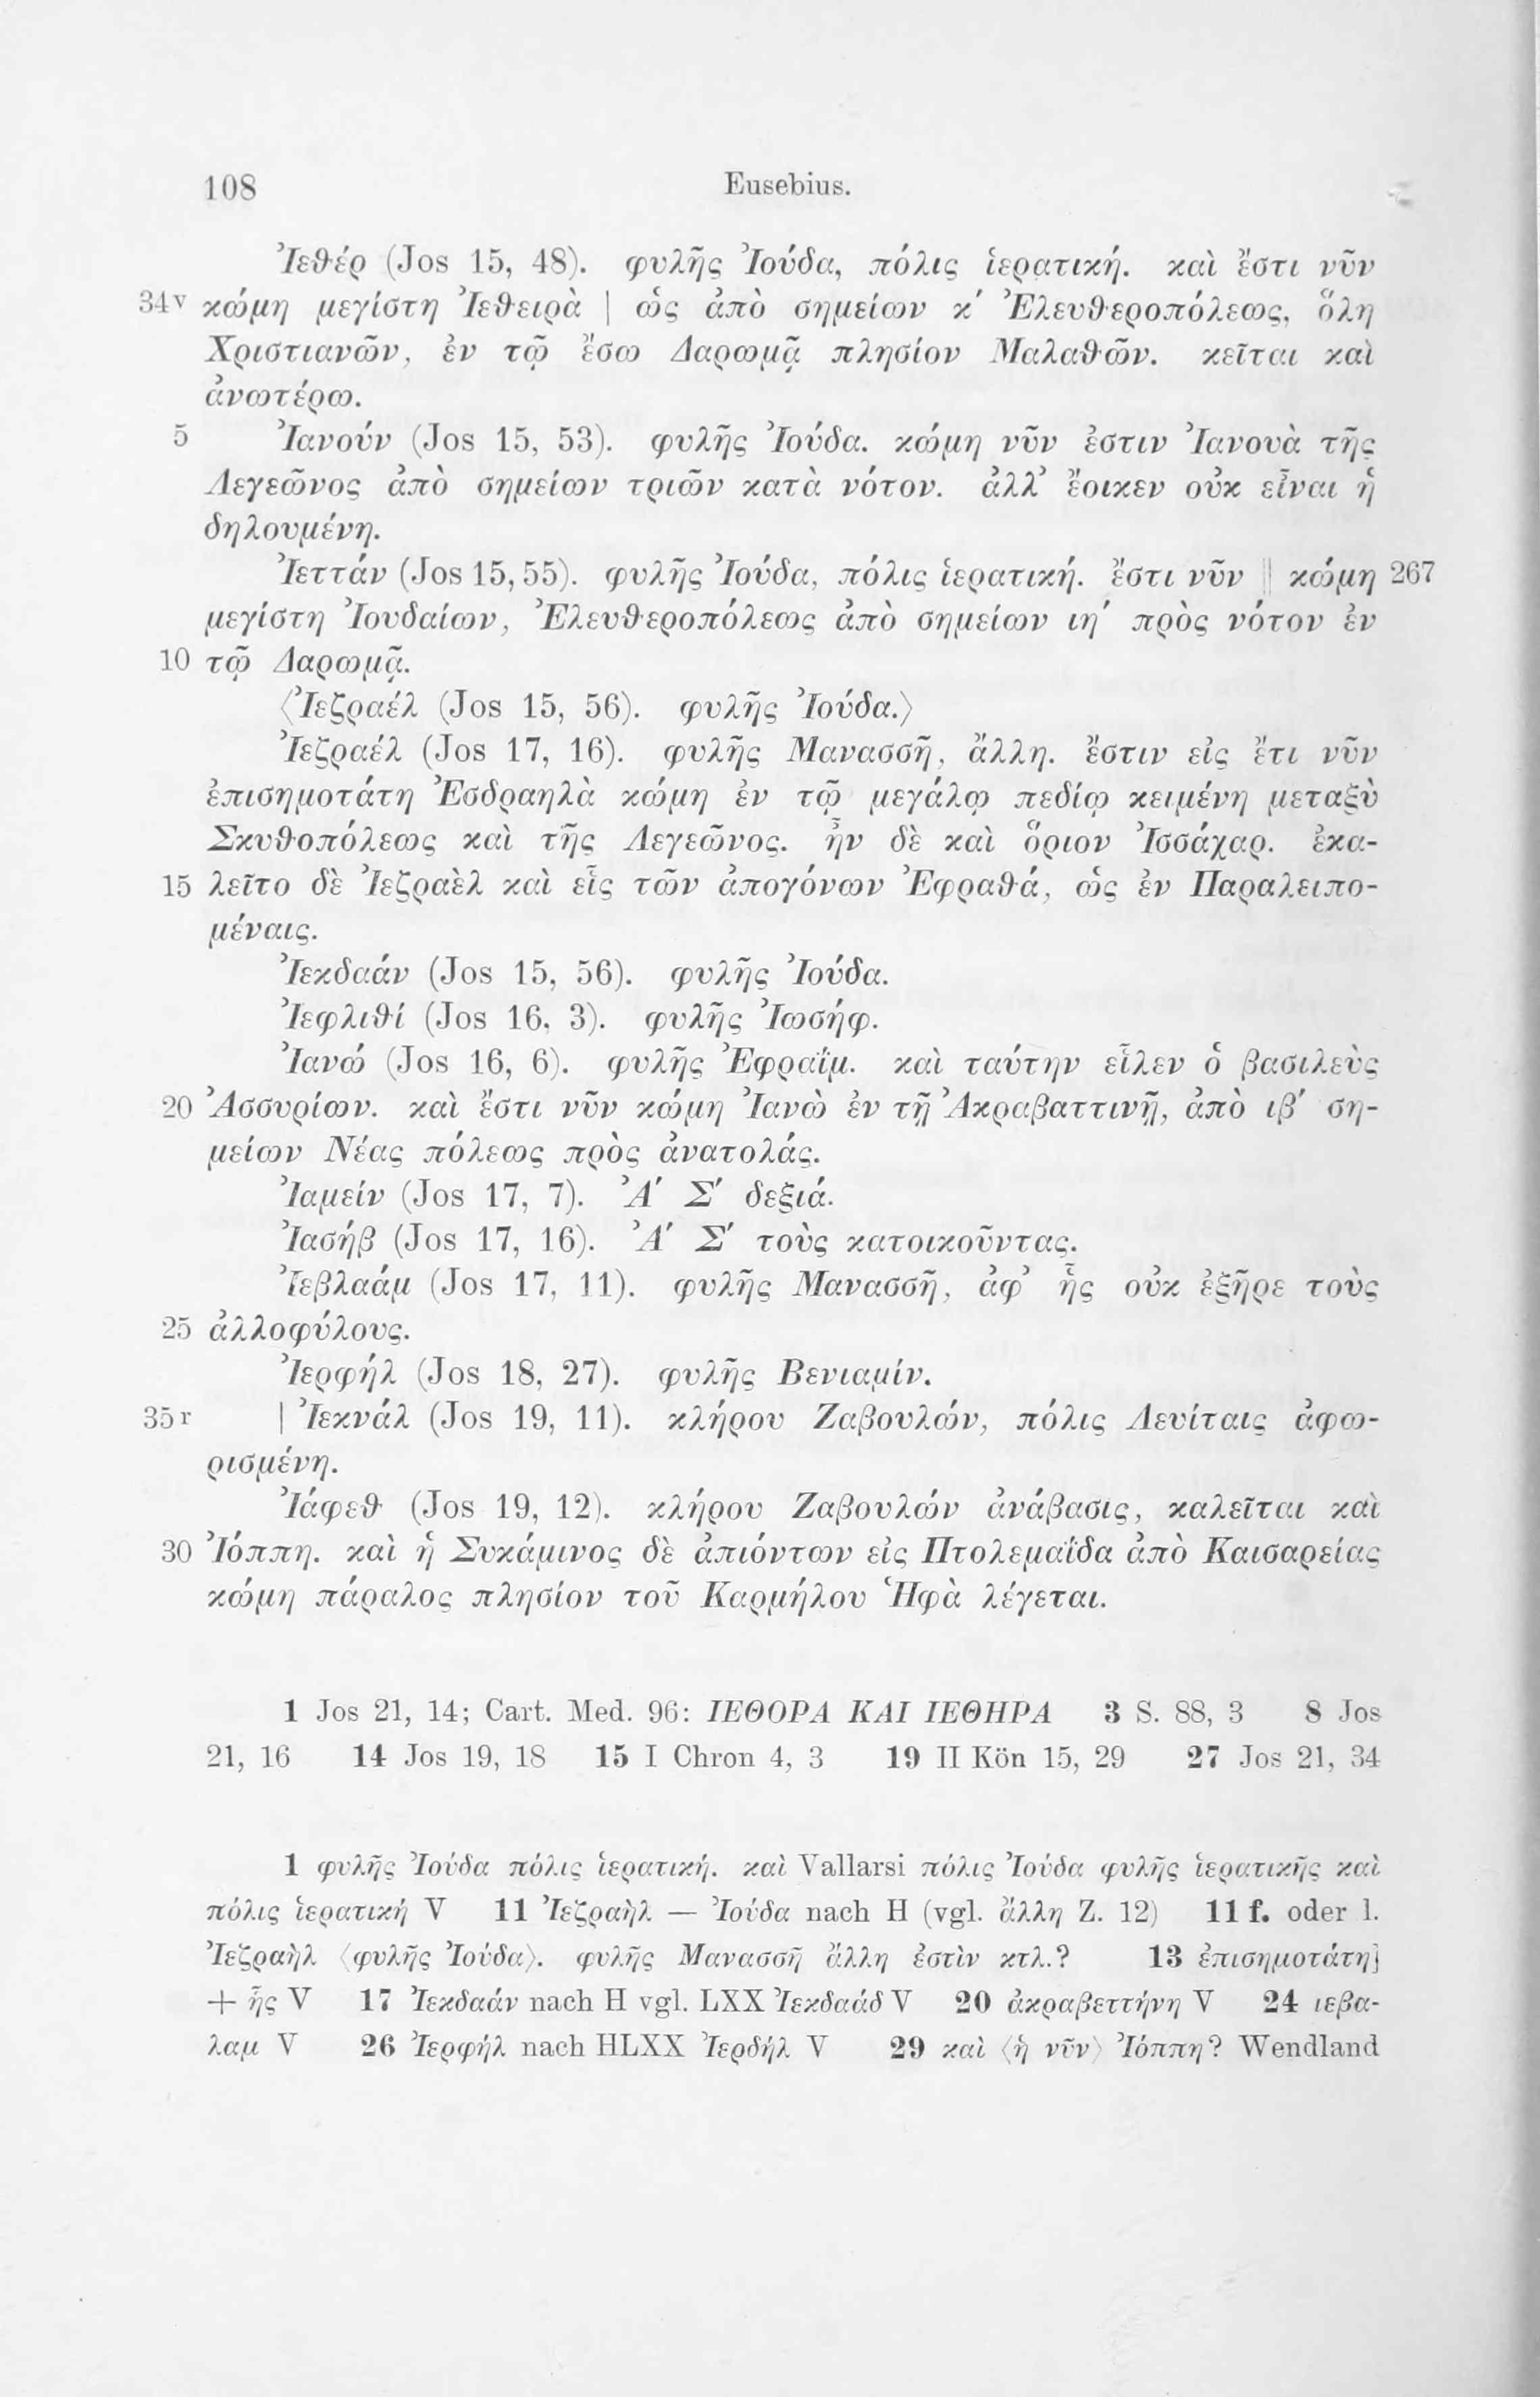 108 Eusebius.
Ἰεθέρ (Jos 15, 48). φυλῆς Ἰούδα, πόλις ἱερατική. καὶ ἔστι νῦν
34v κώμη μεγίστη Ἰεθειρὰ | ὡς ἀπὸ σημείων κ΄ Ἐλευθεροπόλεως, ὅλη
Χριστιανῶν, ἐν τῷ ἔσω Δαρωμᾷ πλησίον Μαλαθῶν. κεῖται καὶ
ἀνωτέρω.
5 Ἰανούν (Jos 15, 53). φυλῆς Ἰούδα. κώμη νῦν ἐστιν Ἰανουὰ τῆς
Λεγεῶνος ἀπὸ σημείων τριῶν κατὰ νότον. ἀλλ’ ἔοικεν οὐκ εἶναι ἡ
δηλουμένη.
Ἰεττάν (Jos 15, 55). φυλῆς Ἰούδα, πόλις ἱερατική. ἔστι νῦν || κώμη 267
μεγίστη Ἰουδαίων, Ἐλευθεροπόλεως ἀπὸ σημείων ιη΄ πρὸς νότον ἐν
10 τῷ Δαρωμᾷ.
⟨Ἰεζραέλ (Jos 15, 56). φυλῆς Ἰούδα.⟩
Ἰεζραέλ (Jos 17, 16). φυλῆς Μανασσῆ, ἄλλη. ἔστιν εἰς ἔτι νῦν
ἐπισημοτάτη Ἐσδραηλὰ κώμη ἐν τῷ μεγάλῳ πεδίῳ κειμένη μεταξὺ
Σκυθοπόλεως καὶ τῆς Λεγεῶνος. ἦν δὲ καὶ ὅριον Ἰσσάχαρ. ἐκα-
15 λεῖτο δὲ Ἰεζραὲλ καὶ εἷς τῶν ἀπογόνων Ἐφραθά, ὡς ἐν Παραλειπο-
μέναις.
Ἰεκδαάν (Jos 15, 56). φυλῆς Ἰούδα.
Ἰεφλιθί (Jos 16, 3). φυλῆς Ἰωσήφ.
Ἰανώ (Jos 16, 6). φυλῆς Ἐφραΐμ. καὶ ταύτην εἷλεν ὁ βασιλεὺς
20 Ἀσσυρίων. καὶ ἔστι νῦν κώμη Ἰανὼ ἐν τῇ Ἀκραβαττινῇ, ἀπὸ ιβ΄ ση-
μείων Νέας πόλεως πρὸς ἀνατολάς.
Ἰαμείν (Jos 17, 7). Ἀ΄ Σ΄ δεξιά.
Ἰασήβ (Jos 17, 16). Ἀ΄ Σ΄ τοὺς κατοικοῦντας.
Ἰεβλαάμ (Jos 17, 11). φυλῆς Μανασσῆ, ἀφ’ ἧς οὐκ ἐξῆρε τοὺς
25 ἀλλοφύλους.
Ἰερφήλ (Jos 18, 27). φυλῆς Βενιαμίν.
35r | Ἰεκνάλ (Jos 19, 11). κλήρου Ζαβουλών, πόλις Λευίταις ἀφω-
ρισμένη.
Ἰάφεθ (Jos 19, 12). κλήρου Ζαβουλών ἀνάβασις, καλεῖται καὶ
30 Ἰόππη. καὶ ἡ Συκάμινος δὲ ἀπιόντων εἰς Πτολεμαΐδα ἀπὸ Καισαρείας
κώμη πάραλος πλησίον τοῦ Καρμήλου Ἡφὰ λέγεται.
1 Jos 21, 14; Cart. Med. 96: ΙΕΘΟΡΑ ΚΑΙ ΙΕΘΗΡΑ 3 S. 88, 3 8 Jos
21, 16 14 Jos 19, 18 15 I Chron 4, 3 19 II Kön 15, 29 27 Jos 21, 34
1 φυλῆς Ἰούδα πόλις ἱερατική. καὶ Vallarsi πόλις Ἰούδα φυλῆς ἱερατικῆς καὶ
πόλις ἱερατική V 11 Ἰεζραὴλ — Ἰούδα nach H (vgl. ἄλλη Z. 12) 11 f. oder l.
Ἰεζραὴλ ⟨φυλῆς Ἰούδα⟩. φυλῆς Μανασσῆ ἄλλη ἐστὶν κτλ.? 13 ἐπισημοτάτη]
+ ἧς V 17 Ἰεκδαάν nach H vgl. LXX Ἰεκδαάδ V 20 ἀκραβεττήνη V 24 ιεβα-
λαμ V 26 Ἰερφήλ nach HLXX Ἰερδήλ V 29 καὶ ⟨ἡ νῦν⟩ Ἰόππη? Wendland